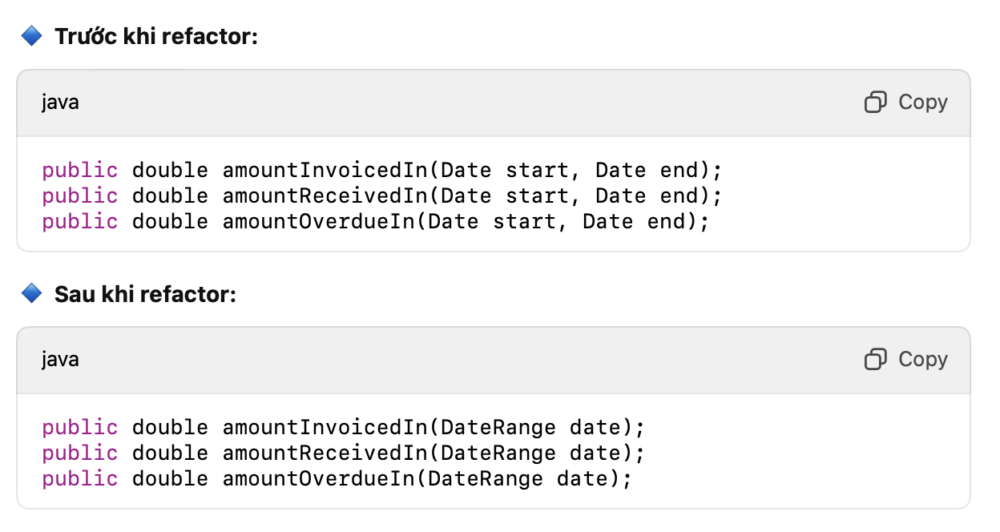 Trước khi refactor:
java
Copy
public double amountInvoicedIn(Date start, Date end);
public double amountReceivedIn(Date start, Date end);
public double amountOverdueIn(Date start, Date end);
Sau khi refactor:
java
Copy
public double amountInvoicedIn(DateRange date);
public double amountReceivedIn(DateRange date);
public double amountOverdueIn(DateRange date);